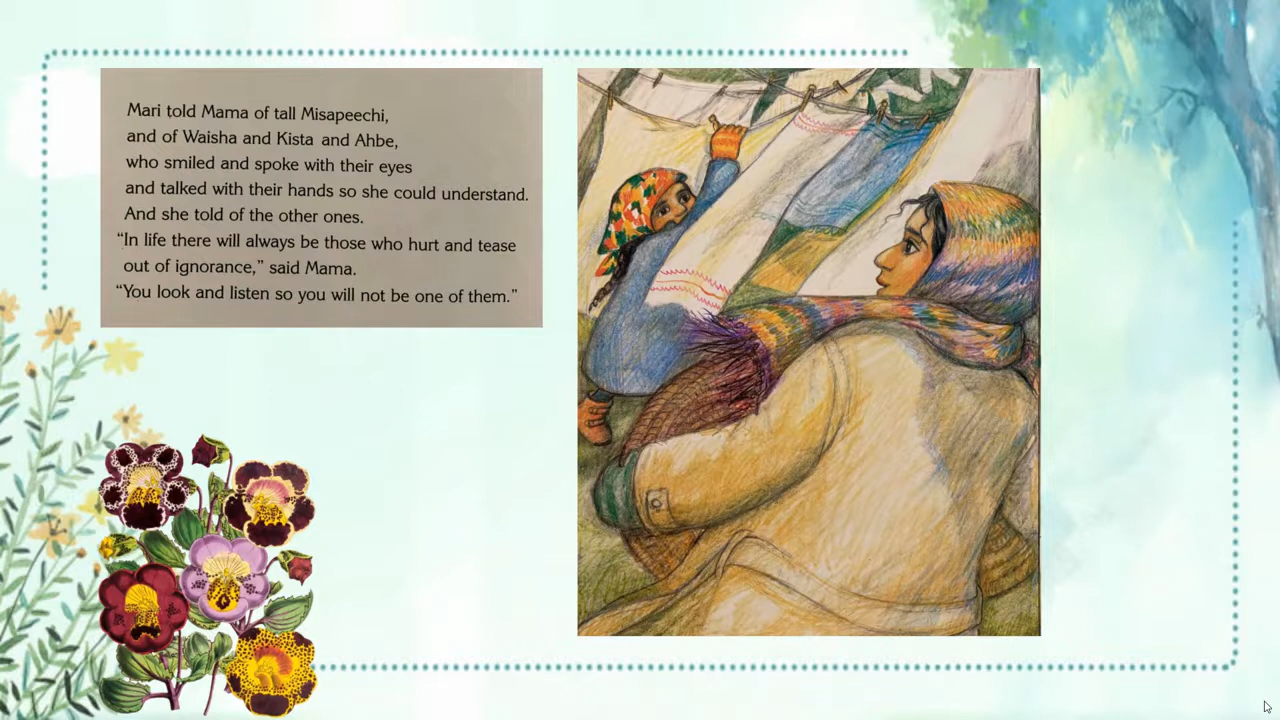 Mari told Mama of tall Misapeechi,
and of Waisha and Kista and Ahbe,
who smiled and spoke with their eyes
and talked with their hands so she could understand.
And she told of the other ones.
“In life there will always be those who hurt and tease
out of ignorance,” said Mama.
“You look and listen so you will not be one of them.”